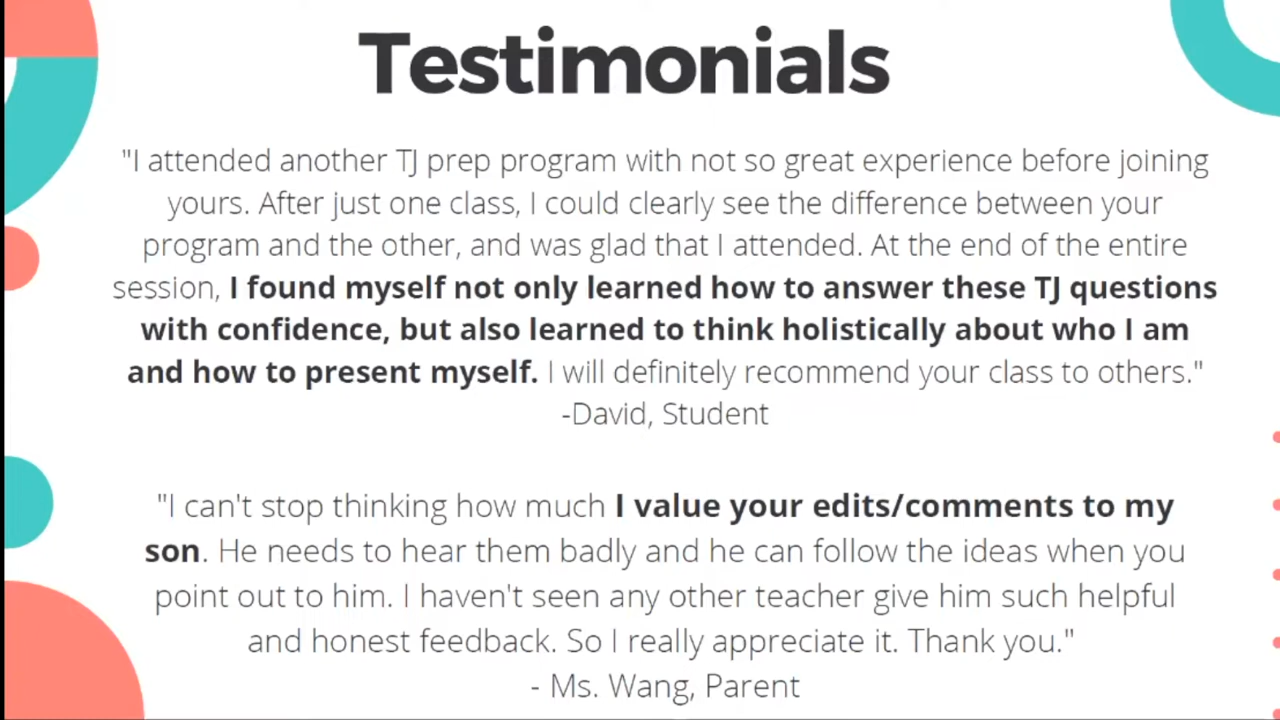 Testimonials
"I attended another TJ prep program with not so great experience before joining
yours. After just one class, I could clearly see the difference between your
program and the other, and was glad that I attended. At the end of the entire
session, I found myself not only learned how to answer these TJ questions
with confidence, but also learned to think holistically about who I am
and how to present myself. I will definitely recommend your class to others."
-David, Student
"I can't stop thinking how much I value your edits/comments to my
son. He needs to hear them badly and he can follow the ideas when you
point out to him. I haven't seen any other teacher give him such helpful
and honest feedback. So I really appreciate it. Thank you."
- Ms. Wang, Parent